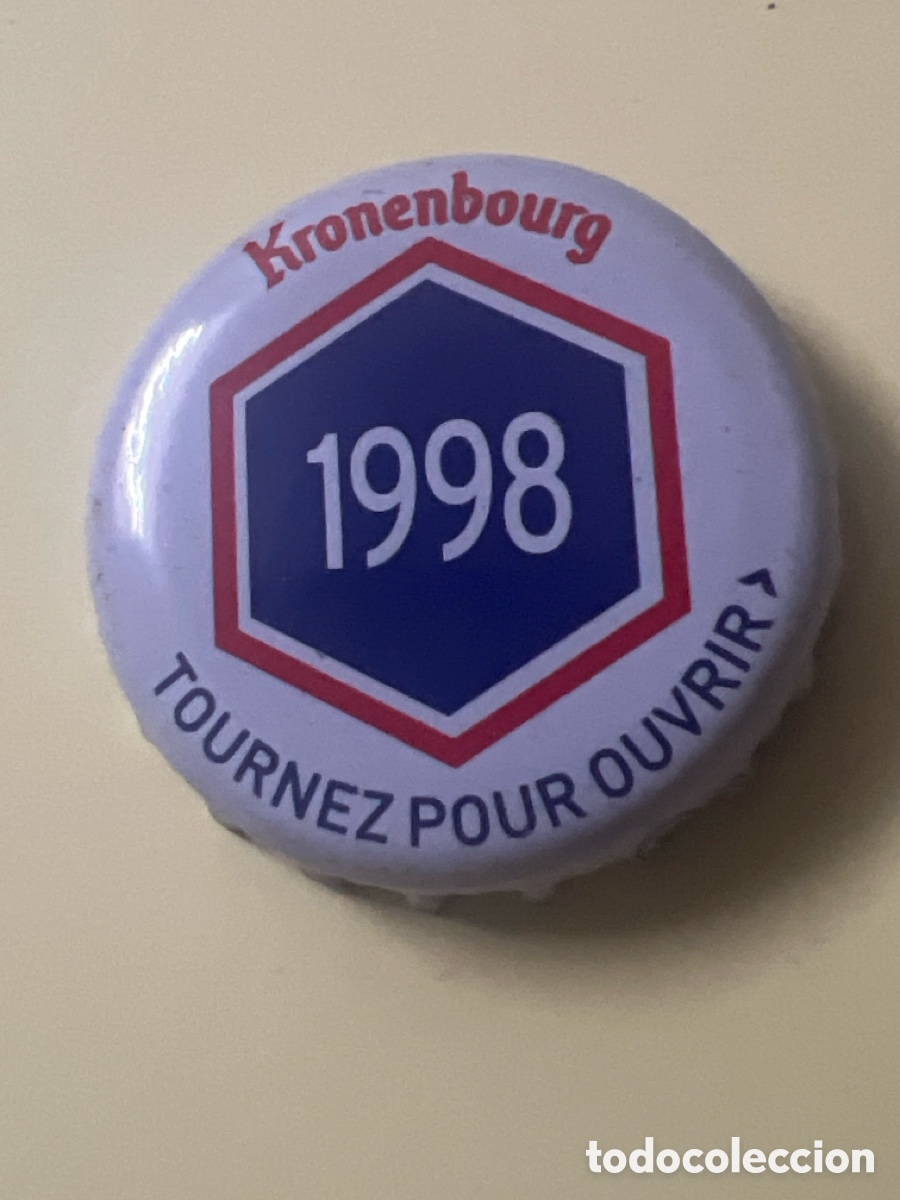 Kronenbourg
1998
TOURNEZ POUR OUVRIR >
todocoleccion